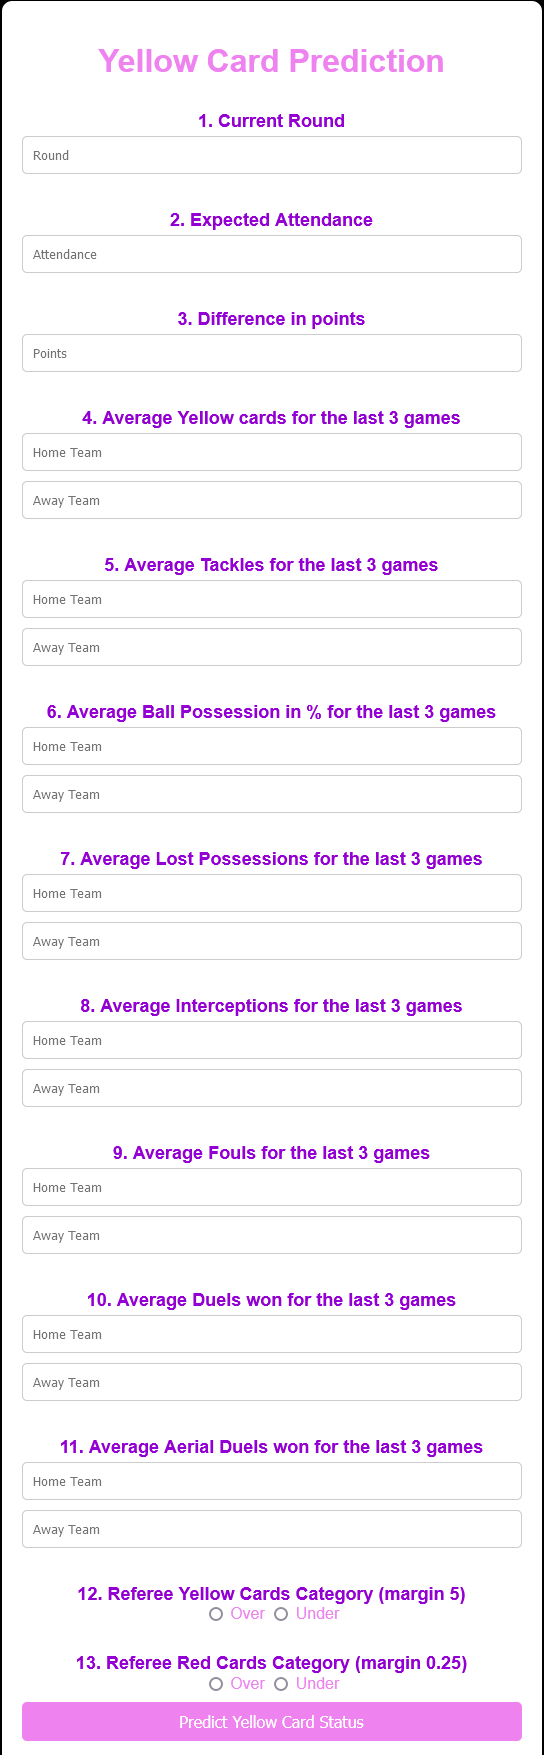 Yellow Card Prediction
1. Current Round
Round
2. Expected Attendance
Attendance
3. Difference in points
Points
4. Average Yellow cards for the last 3 games
Home Team
Away Team
5. Average Tackles for the last 3 games
Home Team
Away Team
6. Average Ball Possession in % for the last 3 games
Home Team
Away Team
7. Average Lost Possessions for the last 3 games
Home Team
Away Team
8. Average Interceptions for the last 3 games
Home Team
Away Team
9. Average Fouls for the last 3 games
Home Team
Away Team
10. Average Duels won for the last 3 games
Home Team
Away Team
11. Average Aerial Duels won for the last 3 games
Home Team
Away Team
12. Referee Yellow Cards Category (margin 5)
Over Under
13. Referee Red Cards Category (margin 0.25)
Over Under
Predict Yellow Card Status